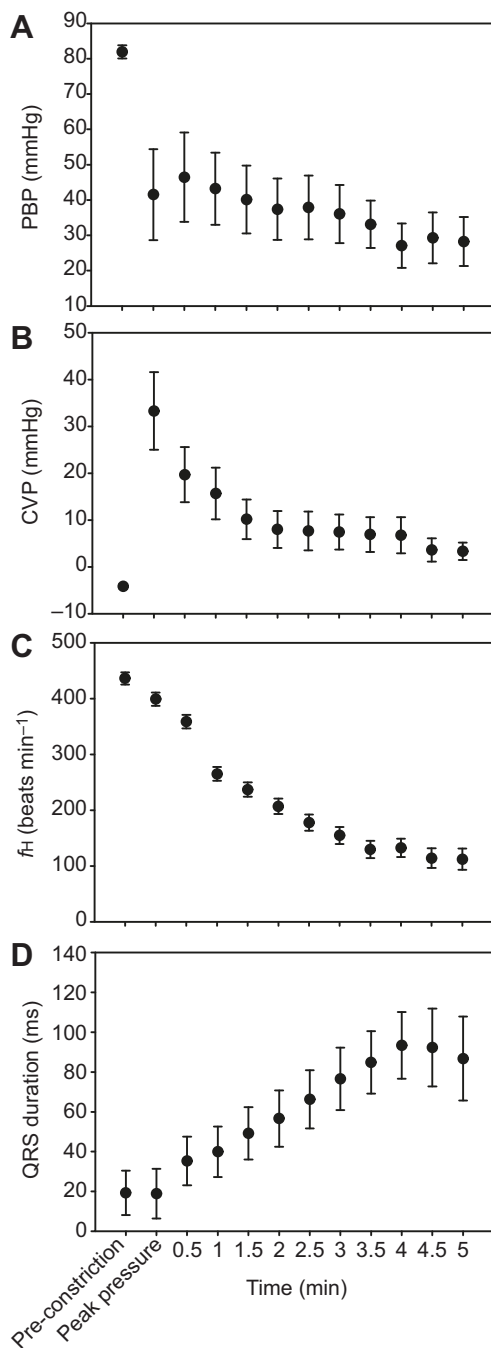 A
PBP (mmHg)
90
80
70
60
50
40
30
20
10
B
CVP (mmHg)
50
40
30
20
10
0
–10
C
fH (beats min−1)
500
400
300
200
100
0
D
QRS duration (ms)
140
120
100
80
60
40
20
0
Pre-constriction
Peak pressure
0.5 1 1.5 2 2.5 3 3.5 4 4.5 5
Time (min)